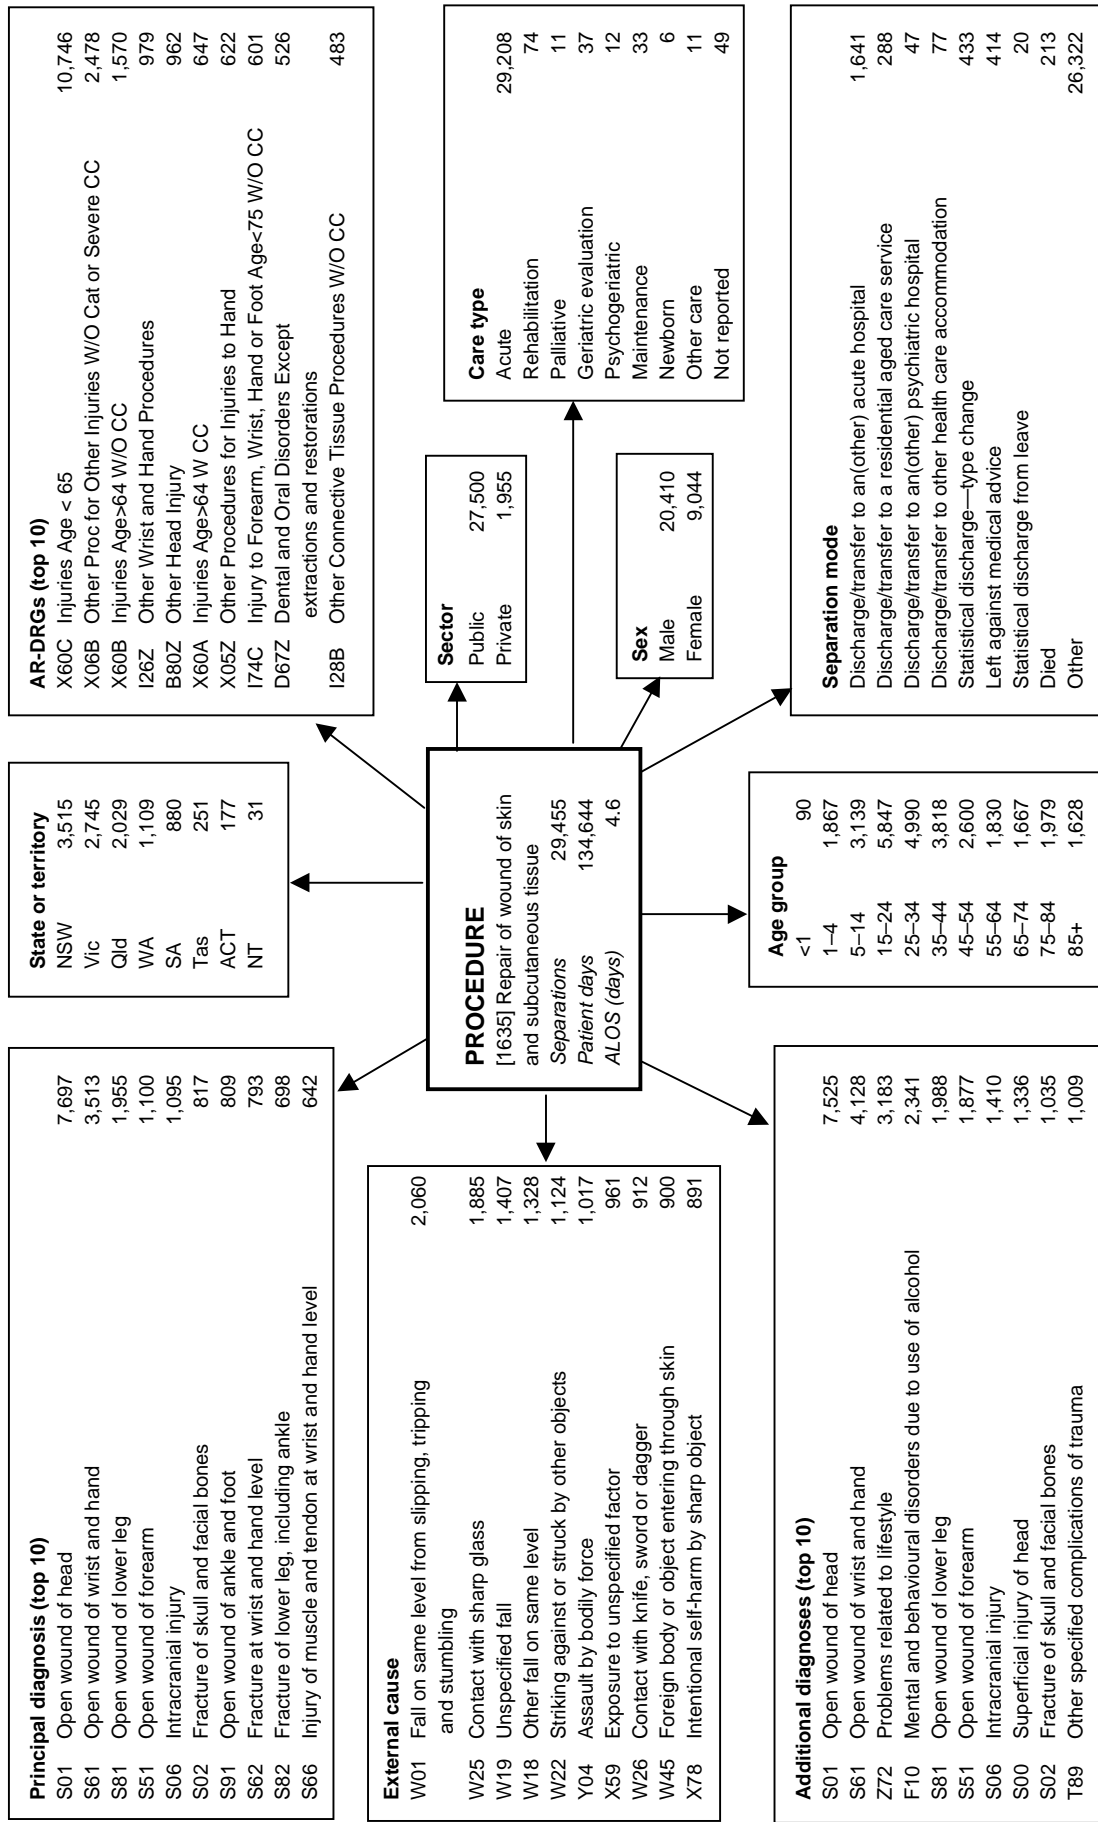 Principal diagnosis (top 10)
S01 Open wound of head 7,697
S61 Open wound of wrist and hand 3,513
S81 Open wound of lower leg 1,955
S51 Open wound of forearm 1,100
S06 Intracranial injury 1,095
S02 Fracture of skull and facial bones 817
S91 Open wound of ankle and foot 809
S62 Fracture at wrist and hand level 793
S82 Fracture of lower leg, including ankle 698
S66 Injury of muscle and tendon at wrist and hand level 642
State or territory
NSW 3,515
Vic 2,745
Qld 2,029
WA 1,109
SA 880
Tas 251
ACT 177
NT 31
AR-DRGs (top 10)
X60C Injuries Age < 65 10,746
X06B Other Proc for Other Injuries W/O Cat or Severe CC 2,478
X60B Injuries Age>64 W/O CC 1,570
I26Z Other Wrist and Hand Procedures 979
B80Z Other Head Injury 962
X60A Injuries Age>64 W CC 647
X05Z Other Procedures for Injuries to Hand 622
I74C Injury to Forearm, Wrist, Hand or Foot Age<75 W/O CC 601
D67Z Dental and Oral Disorders Except 526
extractions and restorations
I28B Other Connective Tissue Procedures W/O CC 483
External cause
W01 Fall on same level from slipping, tripping 2,060
and stumbling
W25 Contact with sharp glass 1,885
W19 Unspecified fall 1,407
W18 Other fall on same level 1,328
W22 Striking against or struck by other objects 1,124
Y04 Assault by bodily force 1,017
X59 Exposure to unspecified factor 961
W26 Contact with knife, sword or dagger 912
W45 Foreign body or object entering through skin 900
X78 Intentional self-harm by sharp object 891
PROCEDURE
[1635] Repair of wound of skin
and subcutaneous tissue
Separations 29,455
Patient days 134,644
ALOS (days) 4.6
Sector
Public 27,500
Private 1,955
Sex
Male 20,410
Female 9,044
Care type
Acute 29,208
Rehabilitation 74
Palliative 11
Geriatric evaluation 37
Psychogeriatric 12
Maintenance 33
Newborn 6
Other care 11
Not reported 49
Additional diagnoses (top 10)
S01 Open wound of head 7,525
S61 Open wound of wrist and hand 4,128
Z72 Problems related to lifestyle 3,183
F10 Mental and behavioural disorders due to use of alcohol 2,341
S81 Open wound of lower leg 1,988
S51 Open wound of forearm 1,877
S06 Intracranial injury 1,410
S00 Superficial injury of head 1,336
S02 Fracture of skull and facial bones 1,035
T89 Other specified complications of trauma 1,009
Age group
<1 90
1–4 1,867
5–14 3,139
15–24 5,847
25–34 4,990
35–44 3,818
45–54 2,600
55–64 1,830
65–74 1,667
75–84 1,979
85+ 1,628
Separation mode
Discharge/transfer to an(other) acute hospital 1,641
Discharge/transfer to a residential aged care service 288
Discharge/transfer to an(other) psychiatric hospital 47
Discharge/transfer to other health care accommodation 77
Statistical discharge—type change 433
Left against medical advice 414
Statistical discharge from leave 20
Died 213
Other 26,322